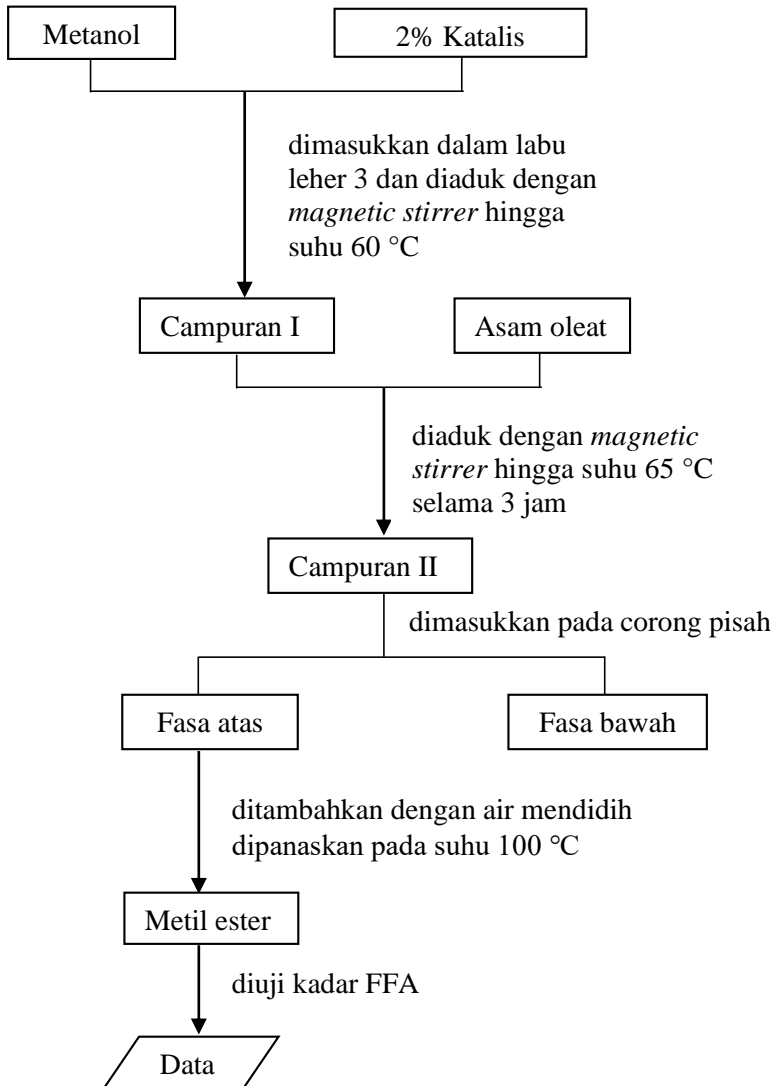 Metanol
2% Katalis
dimasukkan dalam labu
leher 3 dan diaduk dengan
magnetic stirrer hingga
suhu 60 °C
Campuran I
Asam oleat
diaduk dengan magnetic
stirrer hingga suhu 65 °C
selama 3 jam
Campuran II
dimasukkan pada corong pisah
Fasa atas
Fasa bawah
ditambahkan dengan air mendidih
dipanaskan pada suhu 100 °C
Metil ester
diuji kadar FFA
Data